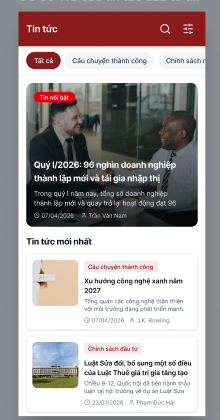 Tin tức
Tất cả
Câu chuyện thành công
Chính sách
Tin nổi bật
Quý I/2026: 96 nghìn doanh nghiệp
thành lập mới và tái gia nhập thị
Trong quý I năm nay, tổng số doanh nghiệp
thành lập mới và quay trở lại hoạt động đạt 96
07/04/2026
Trần Văn Nam
Tin tức mới nhất
Câu chuyện thành công
Xu hướng công nghệ xanh năm
2027
Tổng quan các công nghệ thân thiện
với môi trường đang phát triển mạnh.
07/04/2026
J.K. Rowling
Chính sách đầu tư
Luật Sửa đổi, bổ sung một số điều
của Luật Thuế giá trị gia tăng tạo
Chiều 9-12, Quốc hội đã tiến hành thảo
luận tại hội trường về dự án Luật Sửa
23/01/2026
Phạm Đức Hải